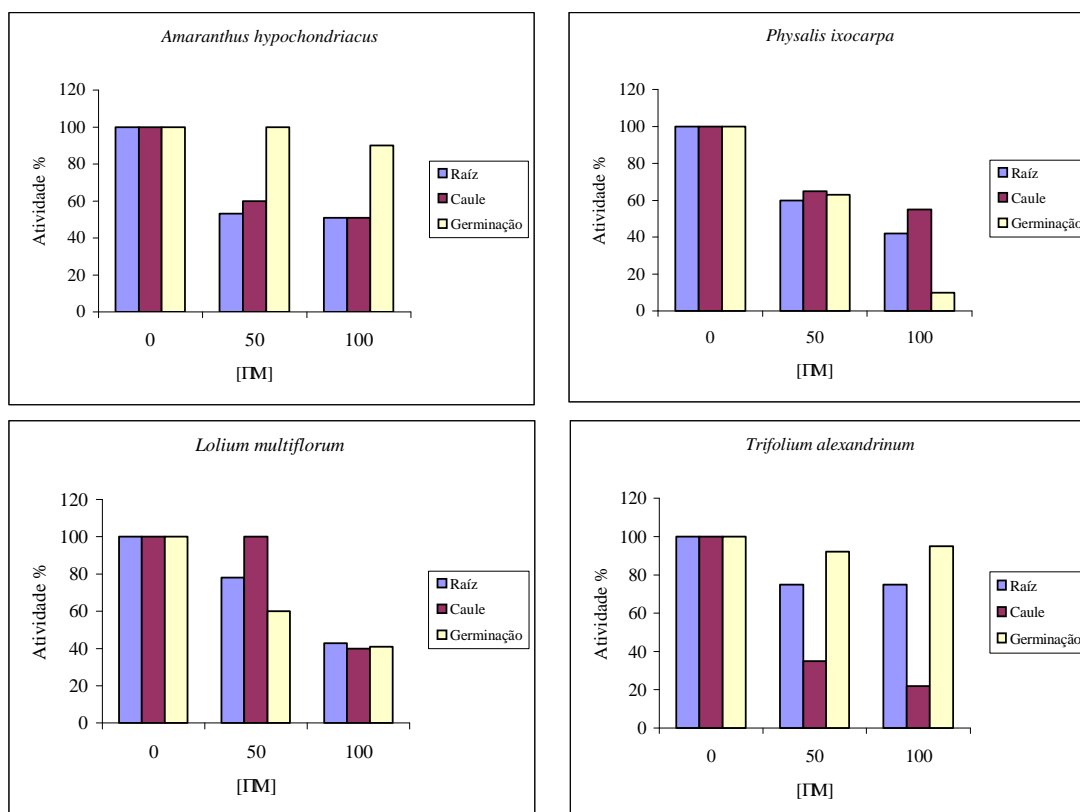 Amaranthus hypochondriacus
120
100
80
60
40
20
0
Atividade %
0 50 100
[ΠM]
Raíz
Caule
Germinação
Physalis ixocarpa
120
100
80
60
40
20
0
Atividade %
0 50 100
[ΠM]
Raíz
Caule
Germinação
Lolium multiflorum
120
100
80
60
40
20
0
Atividade %
0 50 100
[ΠM]
Raíz
Caule
Germinação
Trifolium alexandrinum
120
100
80
60
40
20
0
Atividade %
0 50 100
[ΠM]
Raíz
Caule
Germinação